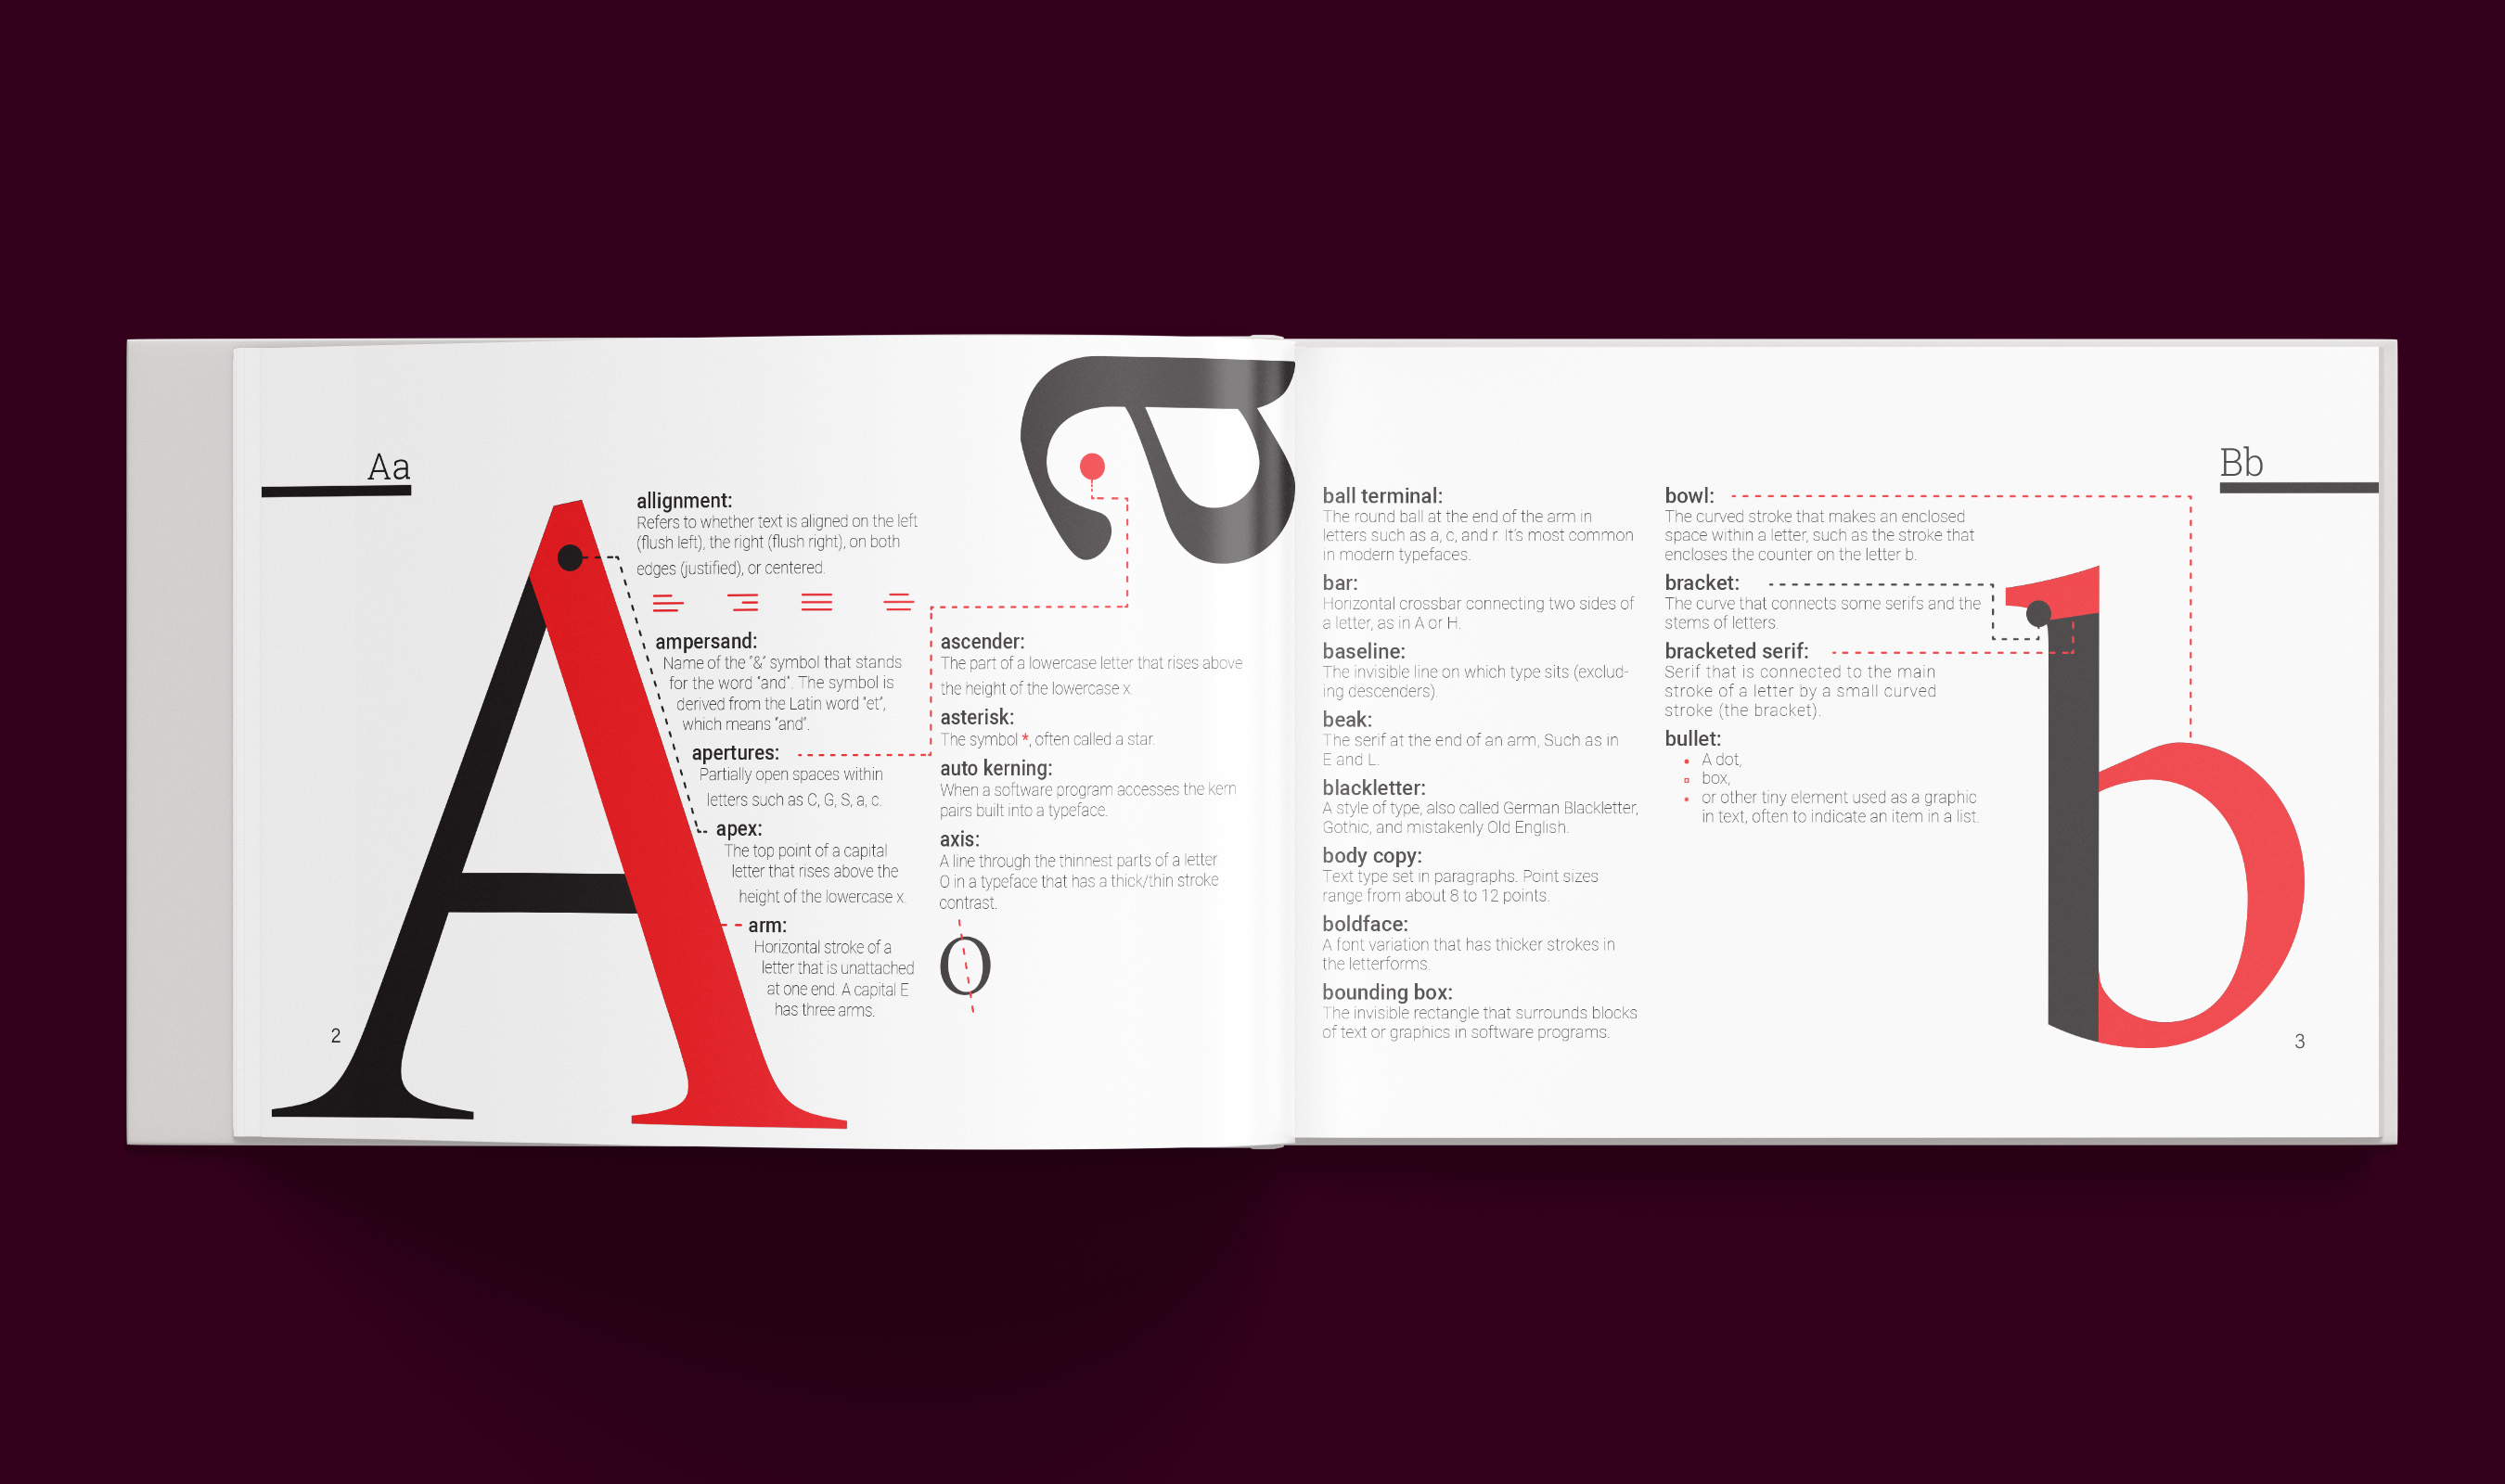 Aa
allignment:
Refers to whether text is aligned on the left
(flush left), the right (flush right), on both
edges (justified), or centered.
ampersand:
Name of the "&" symbol that stands
for the word "and". The symbol is
derived from the Latin word "et",
which means "and".
apertures:
Partially open spaces within
letters such as C, G, S, a, c.
apex:
The top point of a capital
letter that rises above the
height of the lowercase x.
arm:
Horizontal stroke of a
letter that is unattached
at one end. A capital E
has three arms.
A
2
a
ascender:
The part of a lowercase letter that rises above
the height of the lowercase x.
asterisk:
The symbol *, often called a star.
auto kerning:
When a software program accesses the kern
pairs built into a typeface.
axis:
A line through the thinnest parts of a letter
O in a typeface that has a thick/thin stroke
contrast.
O
ball terminal:
The round ball at the end of the arm in
letters such as a, c, and r. It's most common
in modern typefaces.
bar:
Horizontal crossbar connecting two sides of
a letter, as in A or H.
baseline:
The invisible line on which type sits (exclud-
ing descenders).
beak:
The serif at the end of an arm, Such as in
E and L.
blackletter:
A style of type, also called German Blackletter,
Gothic, and mistakenly Old English.
body copy:
Text type set in paragraphs. Point sizes
range from about 8 to 12 points.
boldface:
A font variation that has thicker strokes in
the letterforms.
bounding box:
The invisible rectangle that surrounds blocks
of text or graphics in software programs.
Bb
bowl:
The curved stroke that makes an enclosed
space within a letter, such as the stroke that
encloses the counter on the letter b.
bracket:
The curve that connects some serifs and the
stems of letters.
bracketed serif:
Serif that is connected to the main
stroke of a letter by a small curved
stroke (the bracket).
bullet:
A dot,
box,
or other tiny element used as a graphic
in text, often to indicate an item in a list.
b
3